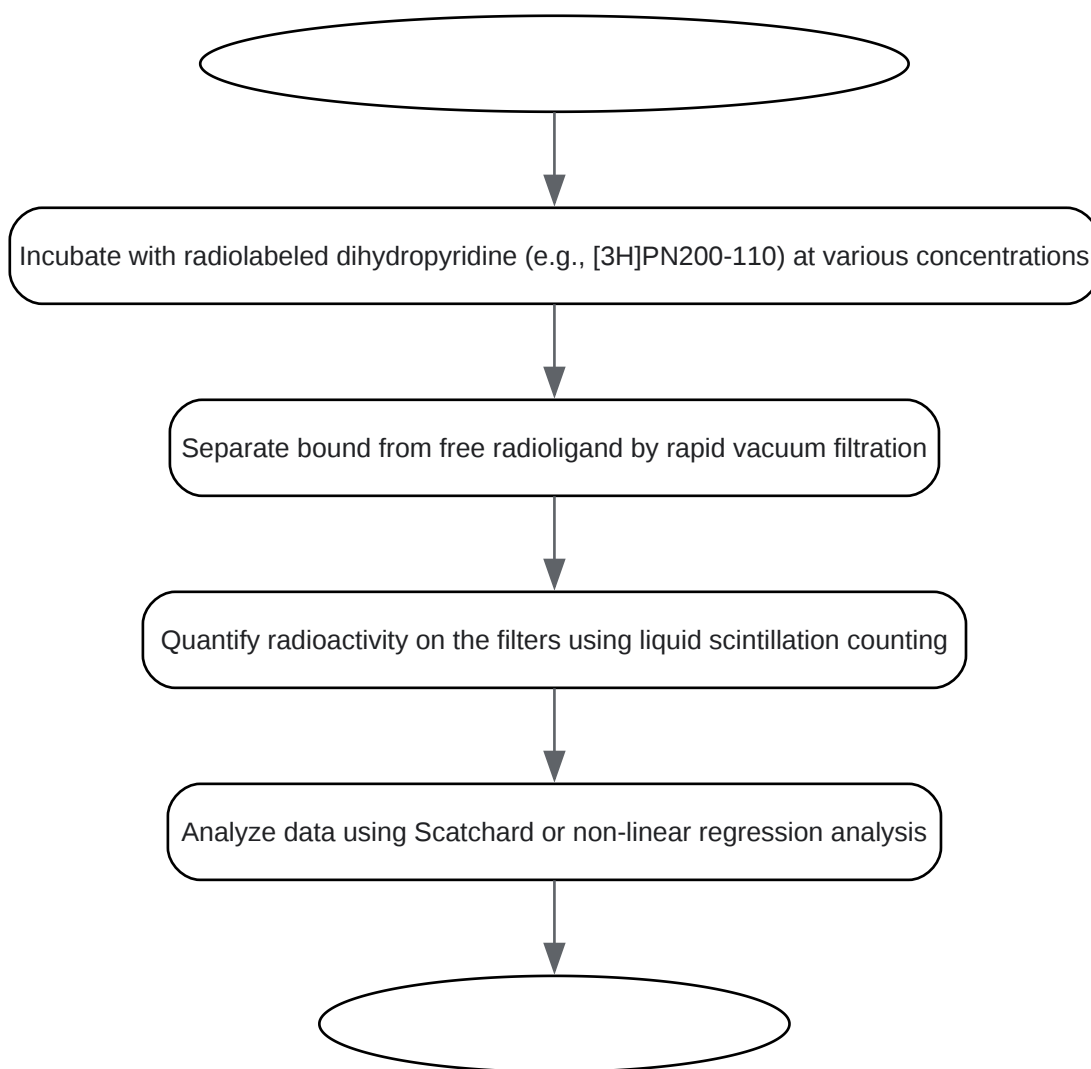 Incubate with radiolabeled dihydropyridine (e.g., [3H]PN200-110) at various concentrations
Separate bound from free radioligand by rapid vacuum filtration
Quantify radioactivity on the filters using liquid scintillation counting
Analyze data using Scatchard or non-linear regression analysis